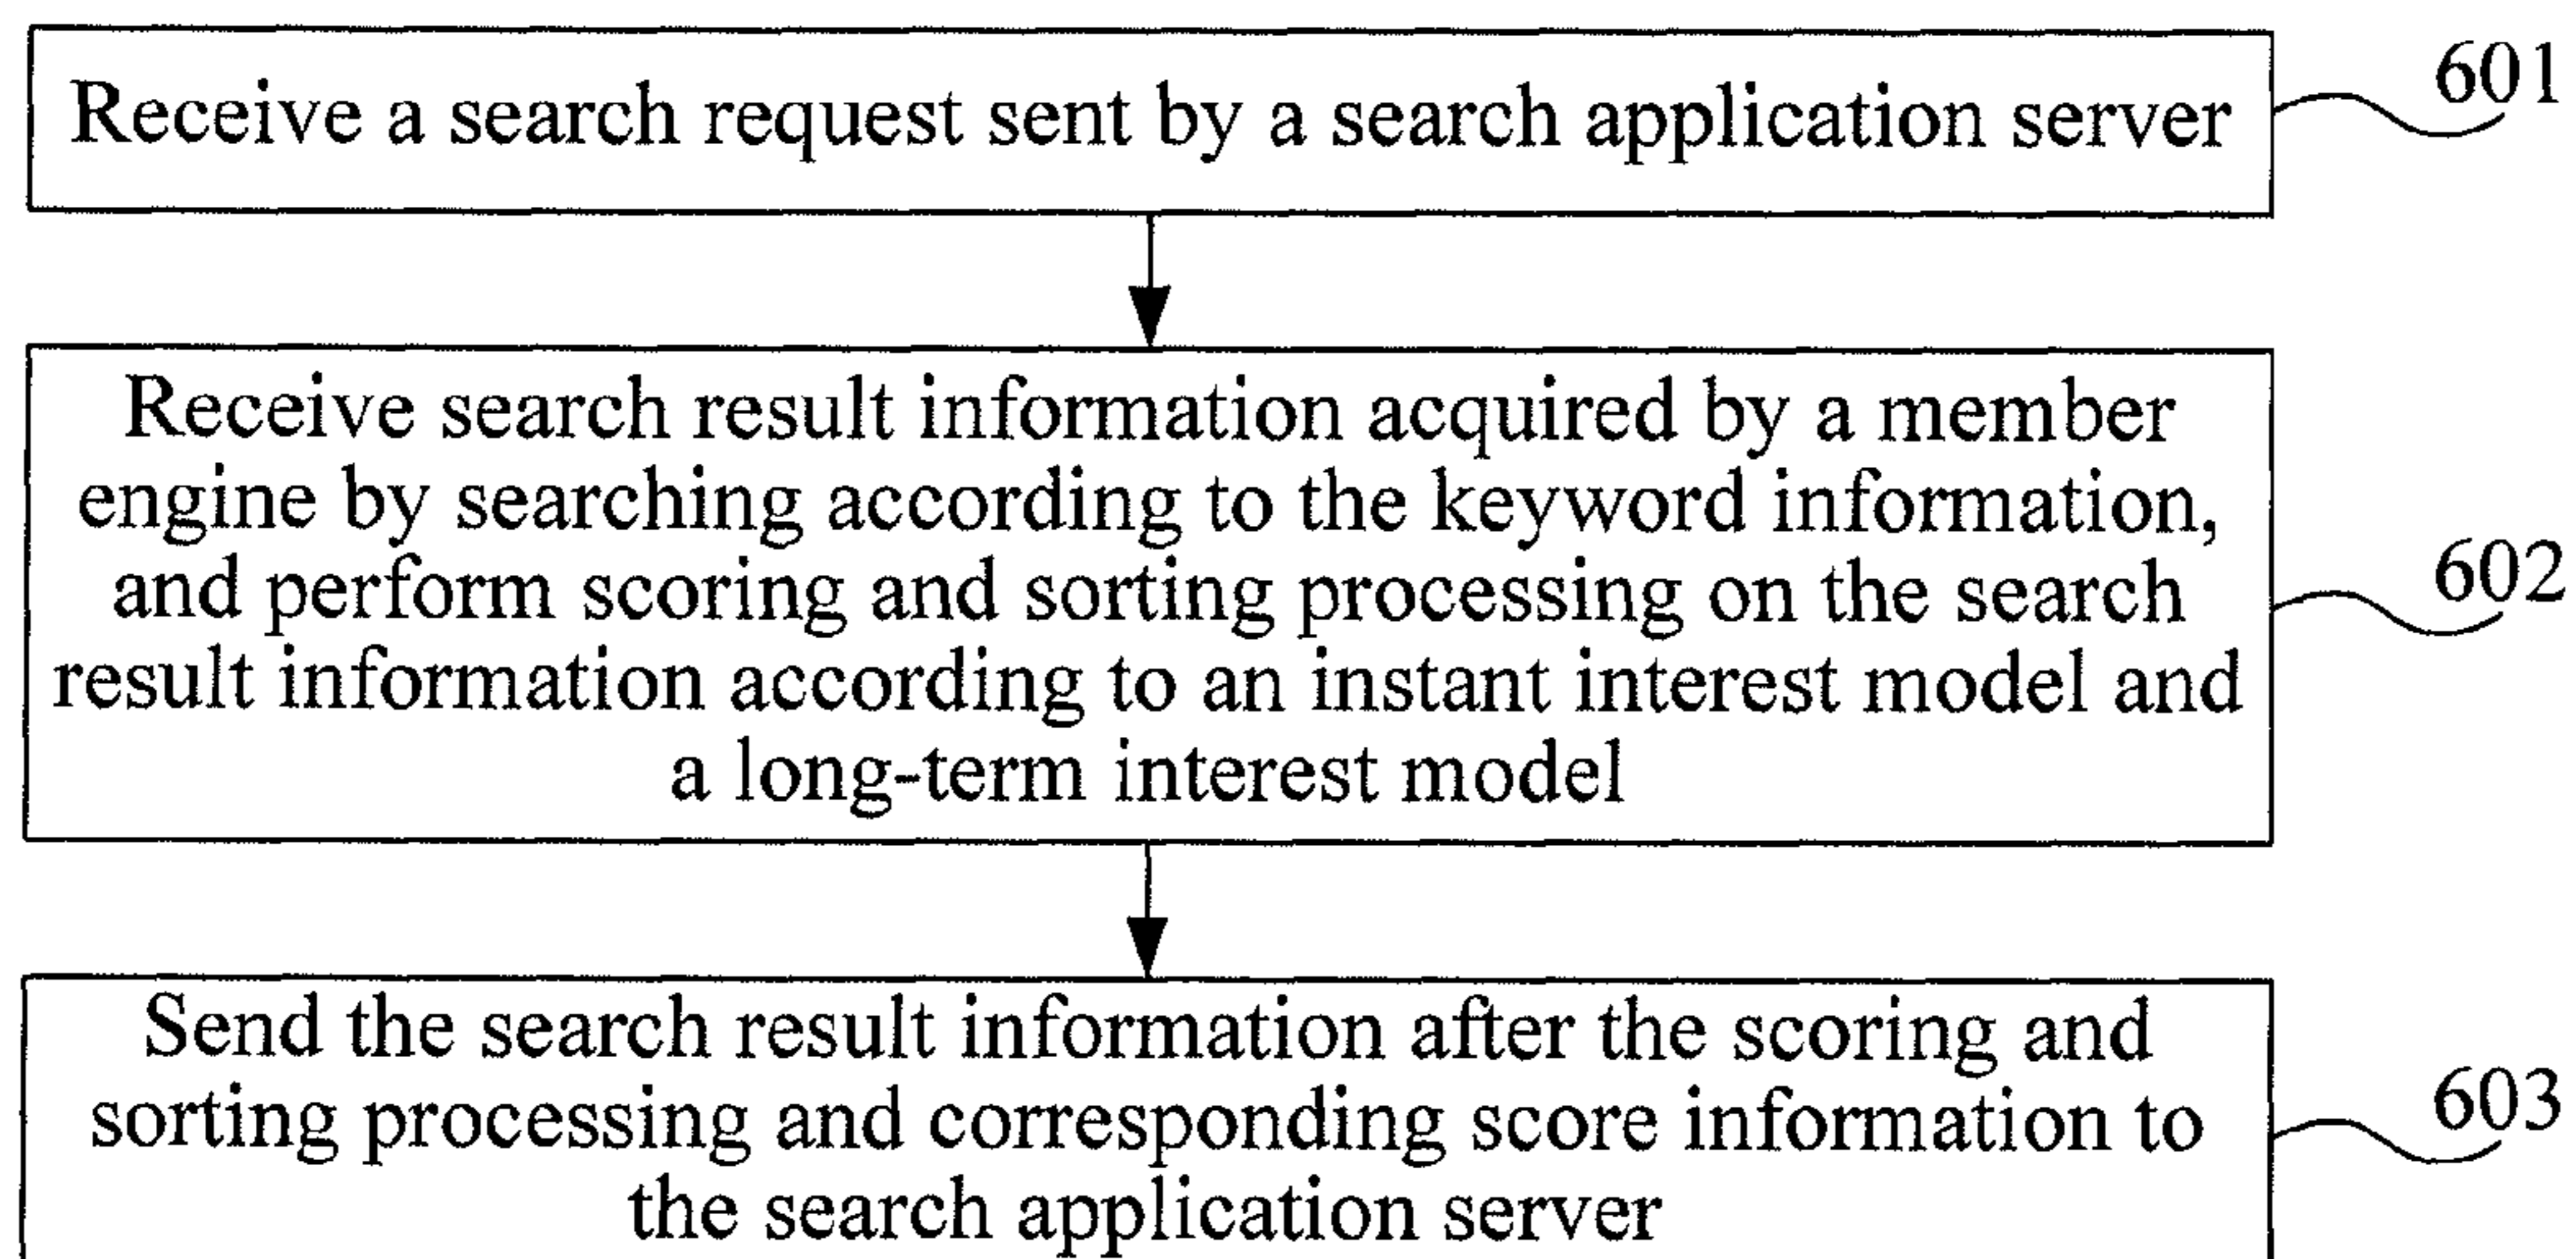 Receive a search request sent by a search application server
601
Receive search result information acquired by a member
engine by searching according to the keyword information,
and perform scoring and sorting processing on the search
result information according to an instant interest model and
a long-term interest model
602
Send the search result information after the scoring and
sorting processing and corresponding score information to
the search application server
603